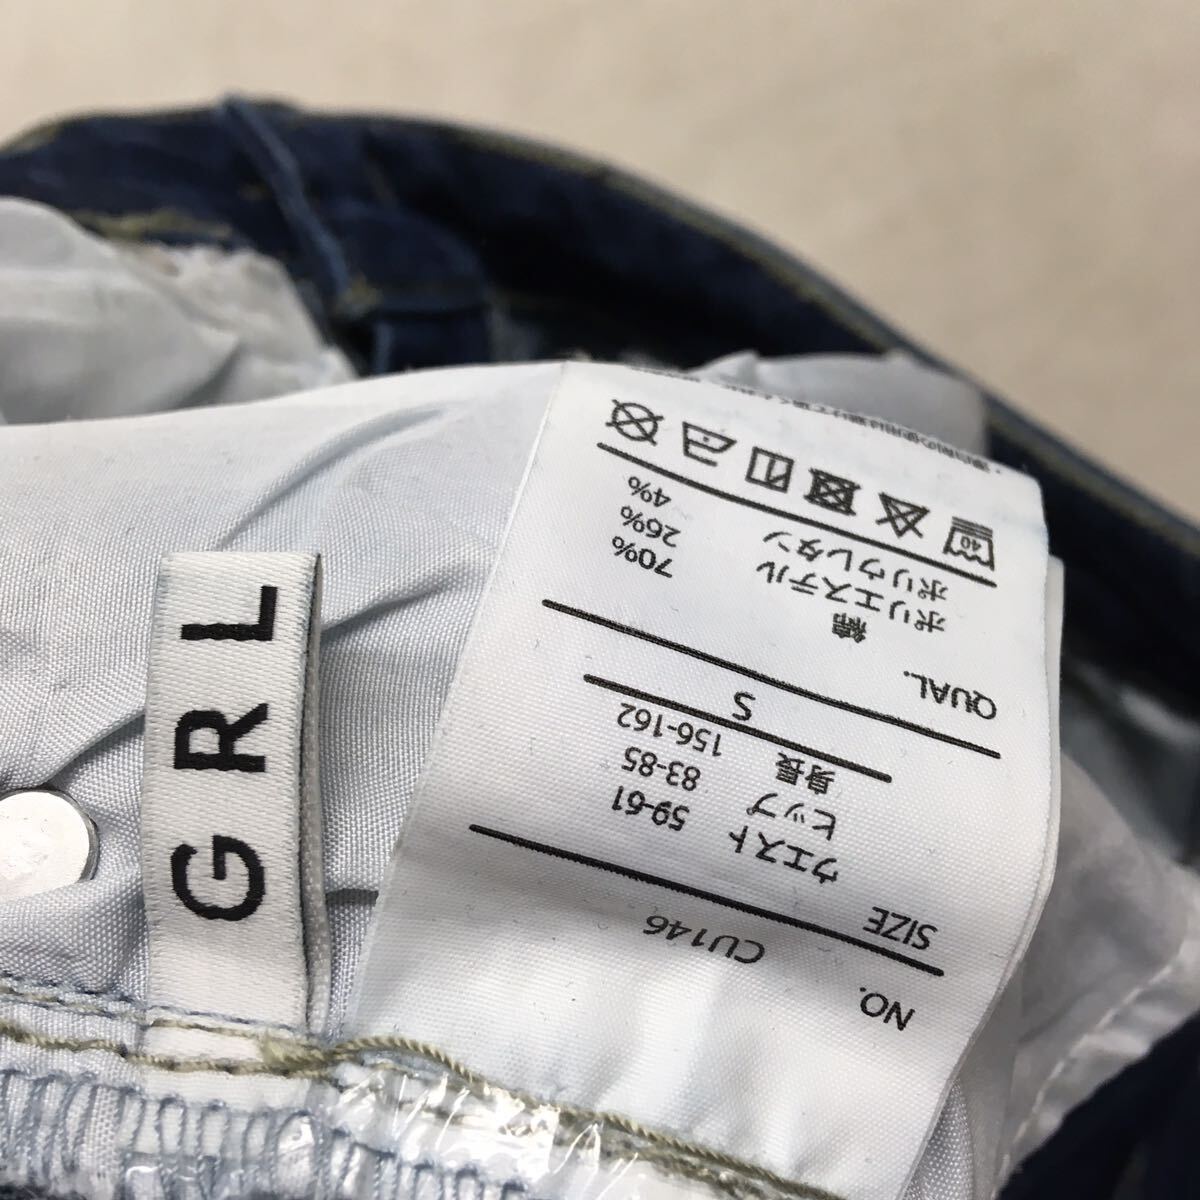 GRL
NO. CU146
SIZE
ウエスト 59-61
ヒップ 83-85
身長 156-162
S
QUAL.
綿 70%
ポリエステル 26%
ポリウレタン 4%
40